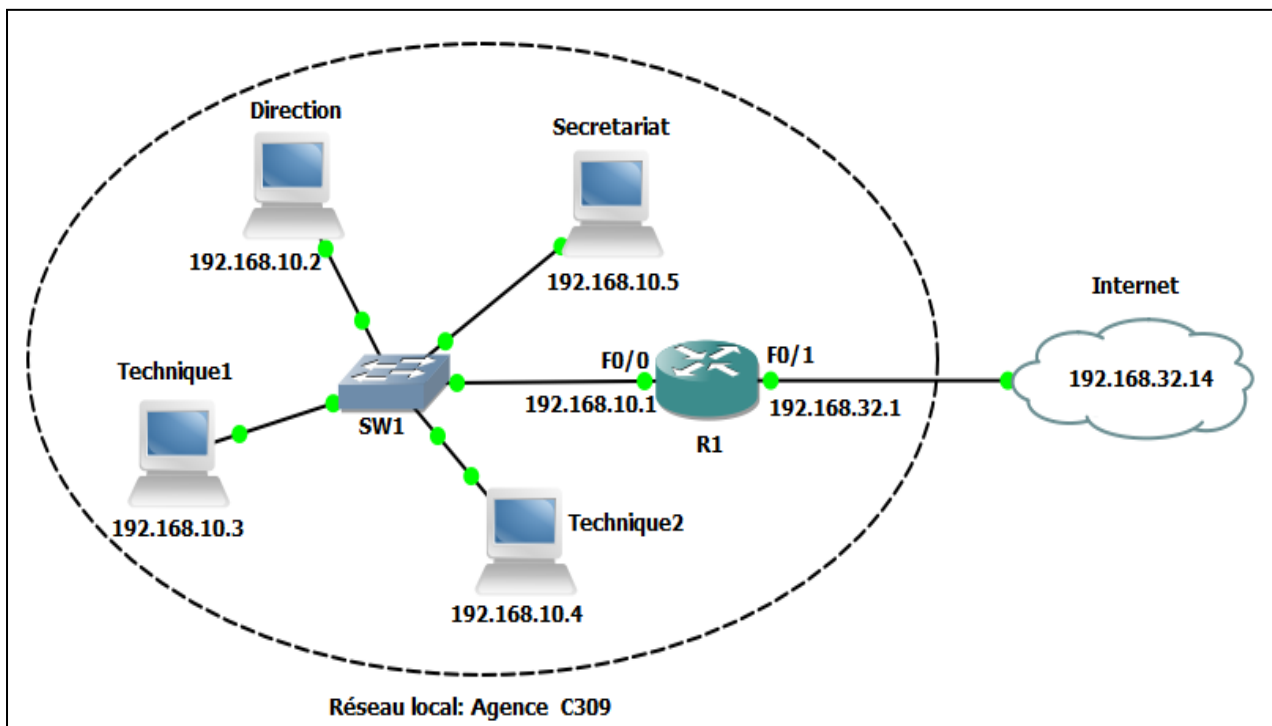 Direction
192.168.10.2
Secretariat
192.168.10.5
Internet
192.168.32.14
Technique1
192.168.10.3
SW1
F0/0
192.168.10.1
R1
F0/1
192.168.32.1
Technique2
192.168.10.4
Réseau local: Agence C309